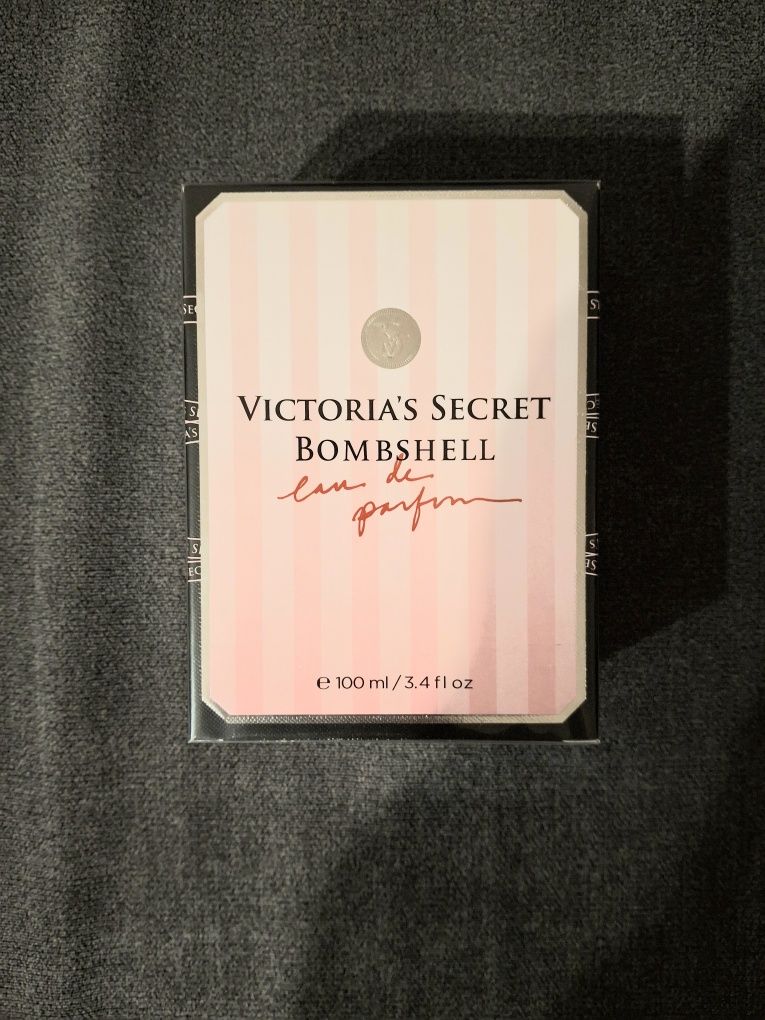 VICTORIA'S SECRET
BOMBSHELL
eau de
parfum
℮ 100 ml / 3.4 fl oz